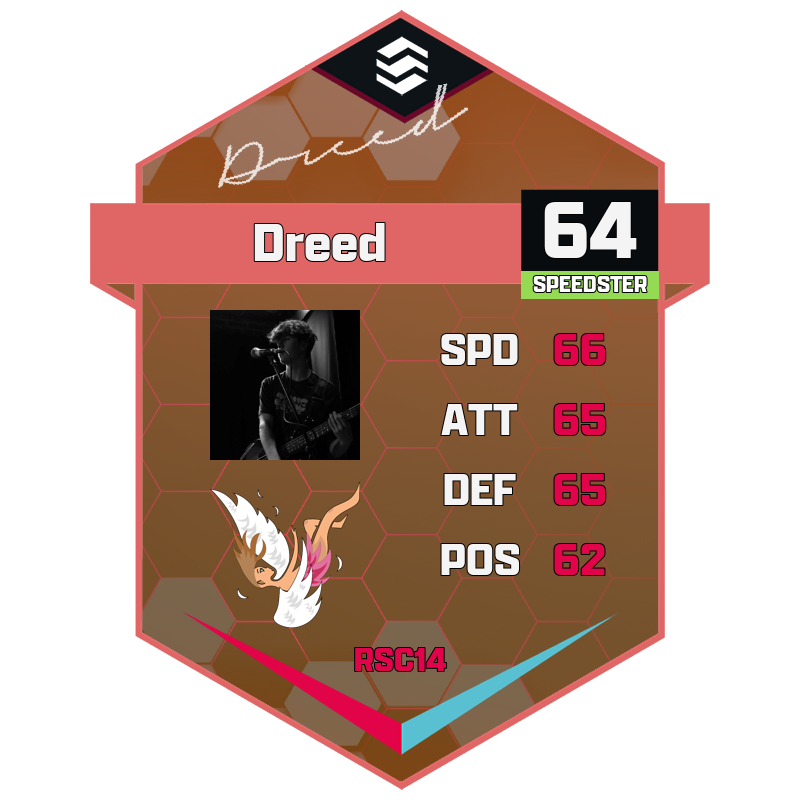 Dreed
Dreed
64
SPEEDSTER
SPD 66
ATT 65
DEF 65
POS 62
RSC14